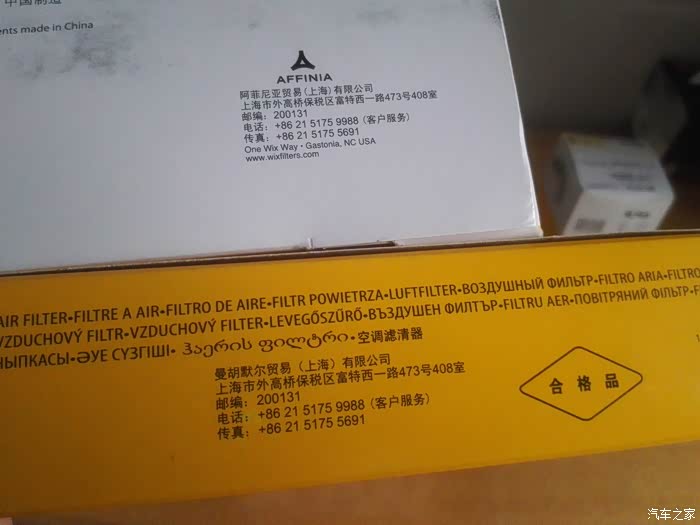 中国制造
ents made in China
AFFINIA
阿菲尼亚贸易(上海)有限公司
上海市外高桥保税区富特西一路473号408室
邮编：200131
电话：+86 21 5175 9988 (客户服务)
传真：+86 21 5175 5691
One Wix Way • Gastonia, NC USA
www.wixfilters.com
AIR FILTER•FILTRE A AIR•FILTRO DE AIRE•FILTR POWIETRZA•LUFTFILTER•ВОЗДУШНЫЙ ФИЛЬТР•FILTRO ARIA•FILTRO
VZDUCHOVÝ FILTR•VZDUCHOVÝ FILTER•LEVEGŐSZŰRŐ•ВЪЗДУШЕН ФИЛТЪР•FILTRU AER•ПОВІТРЯНИЙ ФІЛЬТР•
НЫПКАСЫ•ӘУЕ СҮЗГІШІ• ჰაერის ფილტრი•空调滤清器
曼胡默尔贸易（上海）有限公司
上海市外高桥保税区富特西一路473号408室
邮编：200131
电话：+86 21 5175 9988 (客户服务)
传真：+86 21 5175 5691
合格品
汽车之家